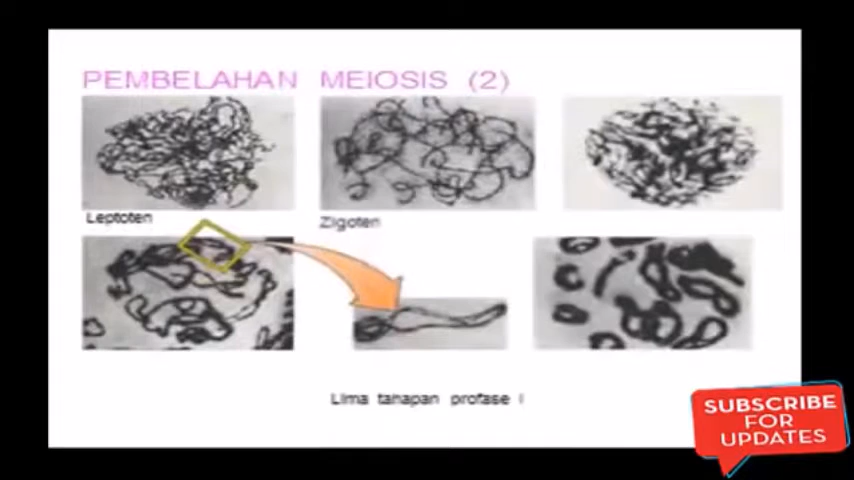 PEMBELAHAN MEIOSIS (2)
Leptoten
Zigoten
Lima tahapan profase I
SUBSCRIBE
FOR
UPDATES